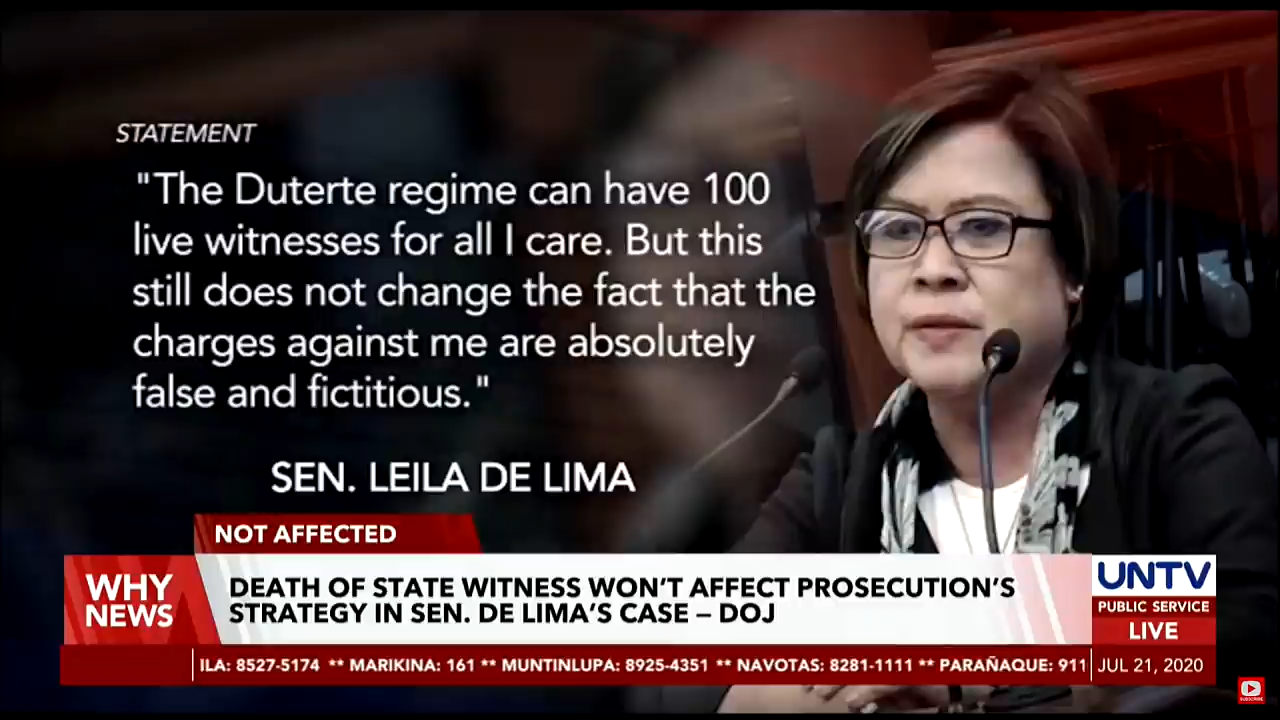 STATEMENT
"The Duterte regime can have 100
live witnesses for all I care. But this
still does not change the fact that the
charges against me are absolutely
false and fictitious."
SEN. LEILA DE LIMA
NOT AFFECTED
WHY
NEWS
DEATH OF STATE WITNESS WON'T AFFECT PROSECUTION'S
STRATEGY IN SEN. DE LIMA'S CASE – DOJ
UNTV
PUBLIC SERVICE
LIVE
ILA: 8527-5174 ** MARIKINA: 161 ** MUNTINLUPA: 8925-4351 ** NAVOTAS: 8281-1111 ** PARAÑAQUE: 911
JUL 21, 2020
SUBSCRIBE